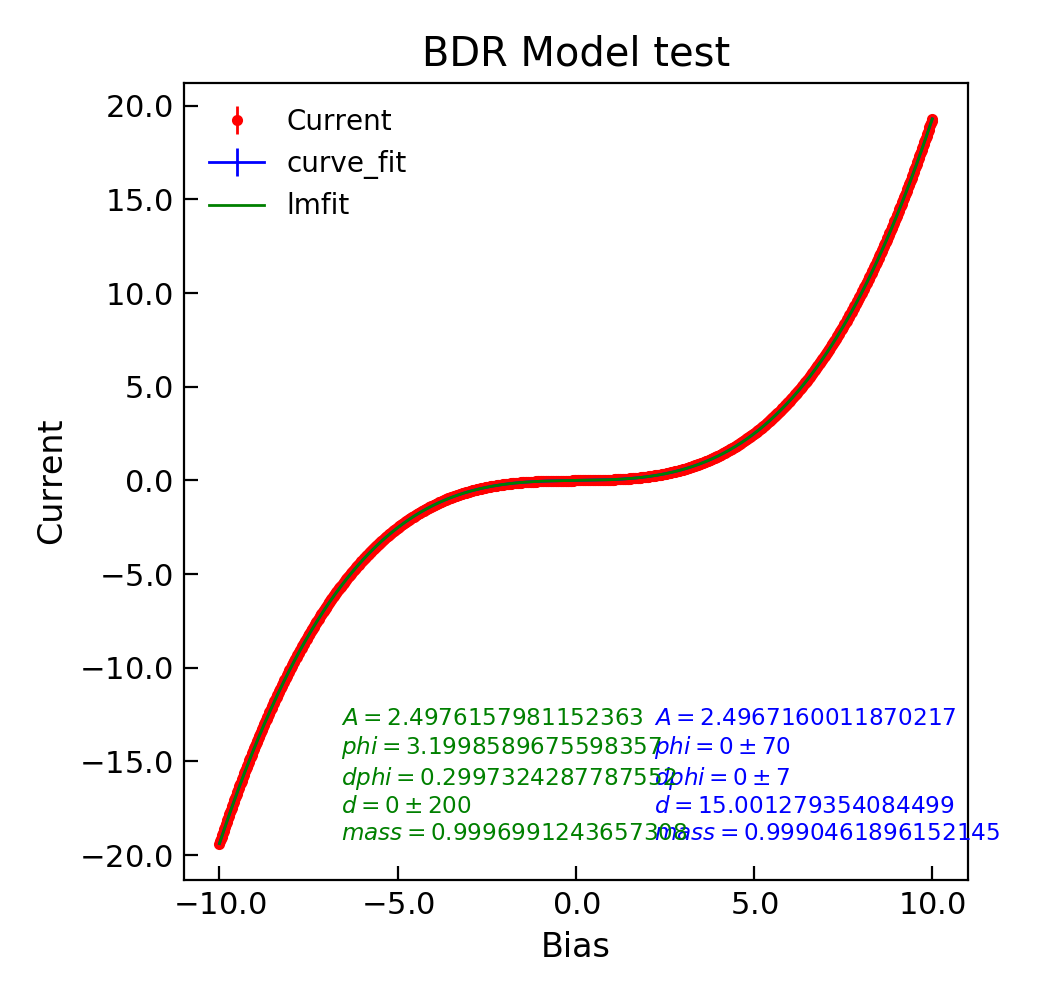 BDR Model test
Current
curve_fit
lmfit
20.0
15.0
10.0
5.0
0.0
−5.0
−10.0
−15.0
−20.0
Current
A = 2.4976157981152363
phi = 3.1998589675598357
dphi = 0.2997324287787552
d = 0 ± 200
mass = 0.9996991243657308
A = 2.4967160011870217
phi = 0 ± 70
dphi = 0 ± 7
d = 15.001279354084499
mass = 0.9990461896152145
−10.0
−5.0
0.0
5.0
10.0
Bias